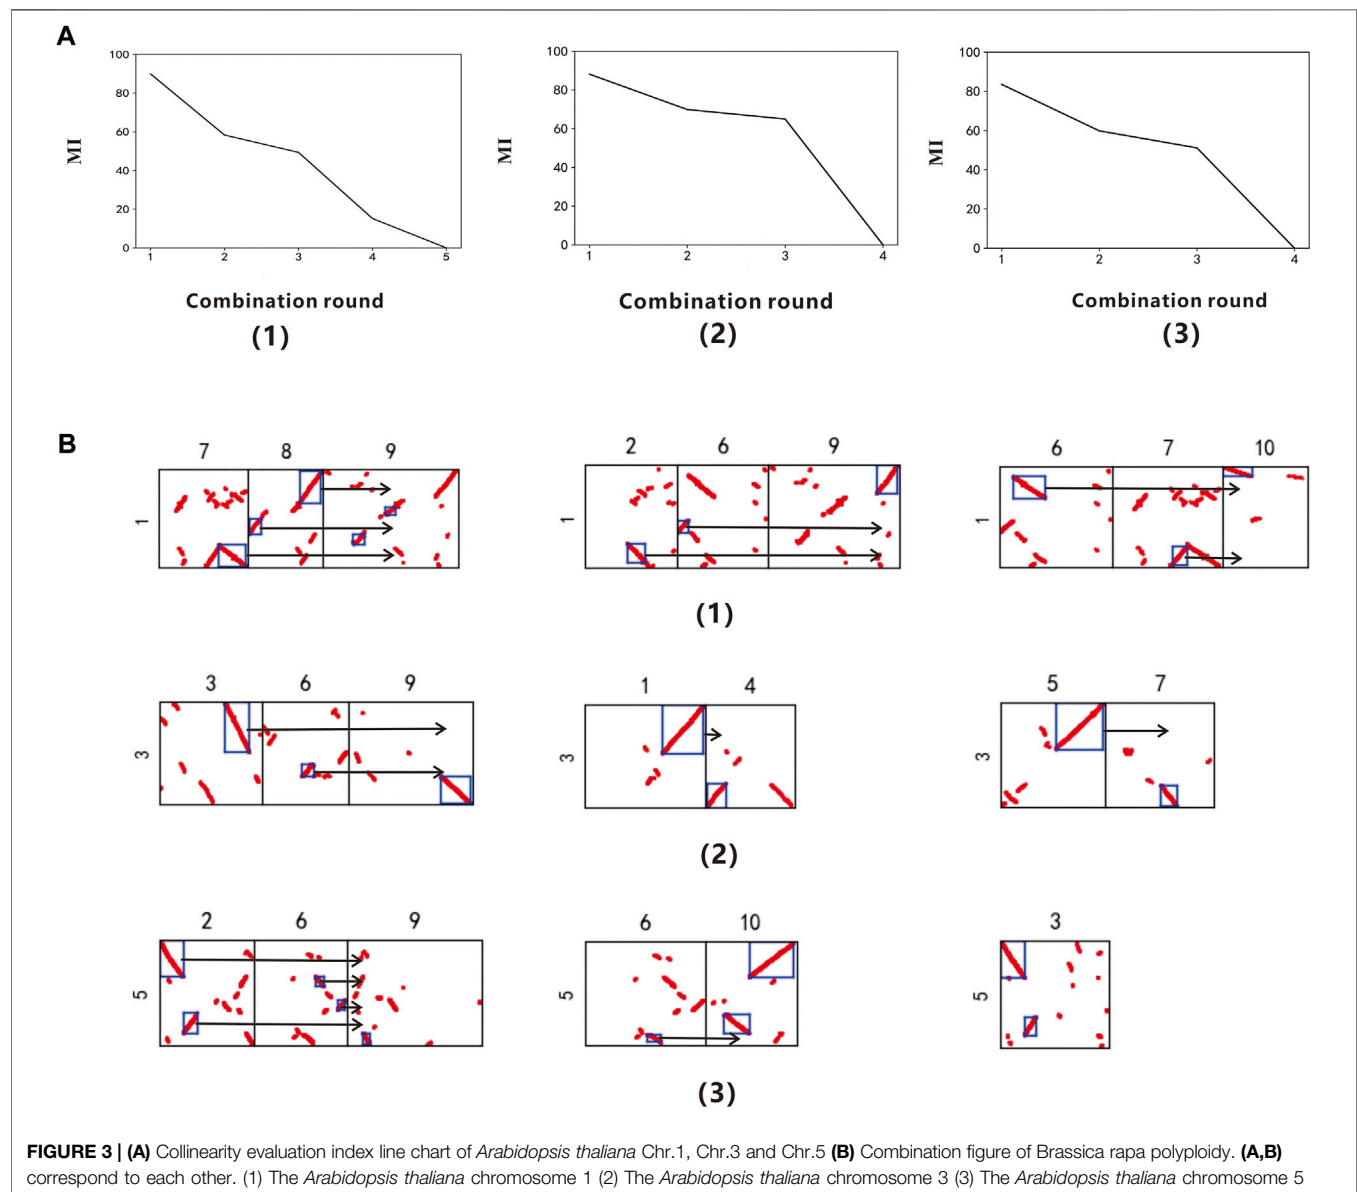 A
100
80
60
40
20
0
MI
1 2 3 4 5
Combination round
(1)
100
80
60
40
20
0
MI
1 2 3 4
Combination round
(2)
100
80
60
40
20
0
MI
1 2 3 4
Combination round
(3)
B
7 8 9
1
2 6 9
1
6 7 10
1
(1)
3 6 9
3
1 4
3
5 7
3
(2)
2 6 9
5
6 10
5
3
5
(3)
FIGURE 3 | (A) Collinearity evaluation index line chart of Arabidopsis thaliana Chr.1, Chr.3 and Chr.5 (B) Combination figure of Brassica rapa polyploidy. (A,B)
correspond to each other. (1) The Arabidopsis thaliana chromosome 1 (2) The Arabidopsis thaliana chromosome 3 (3) The Arabidopsis thaliana chromosome 5